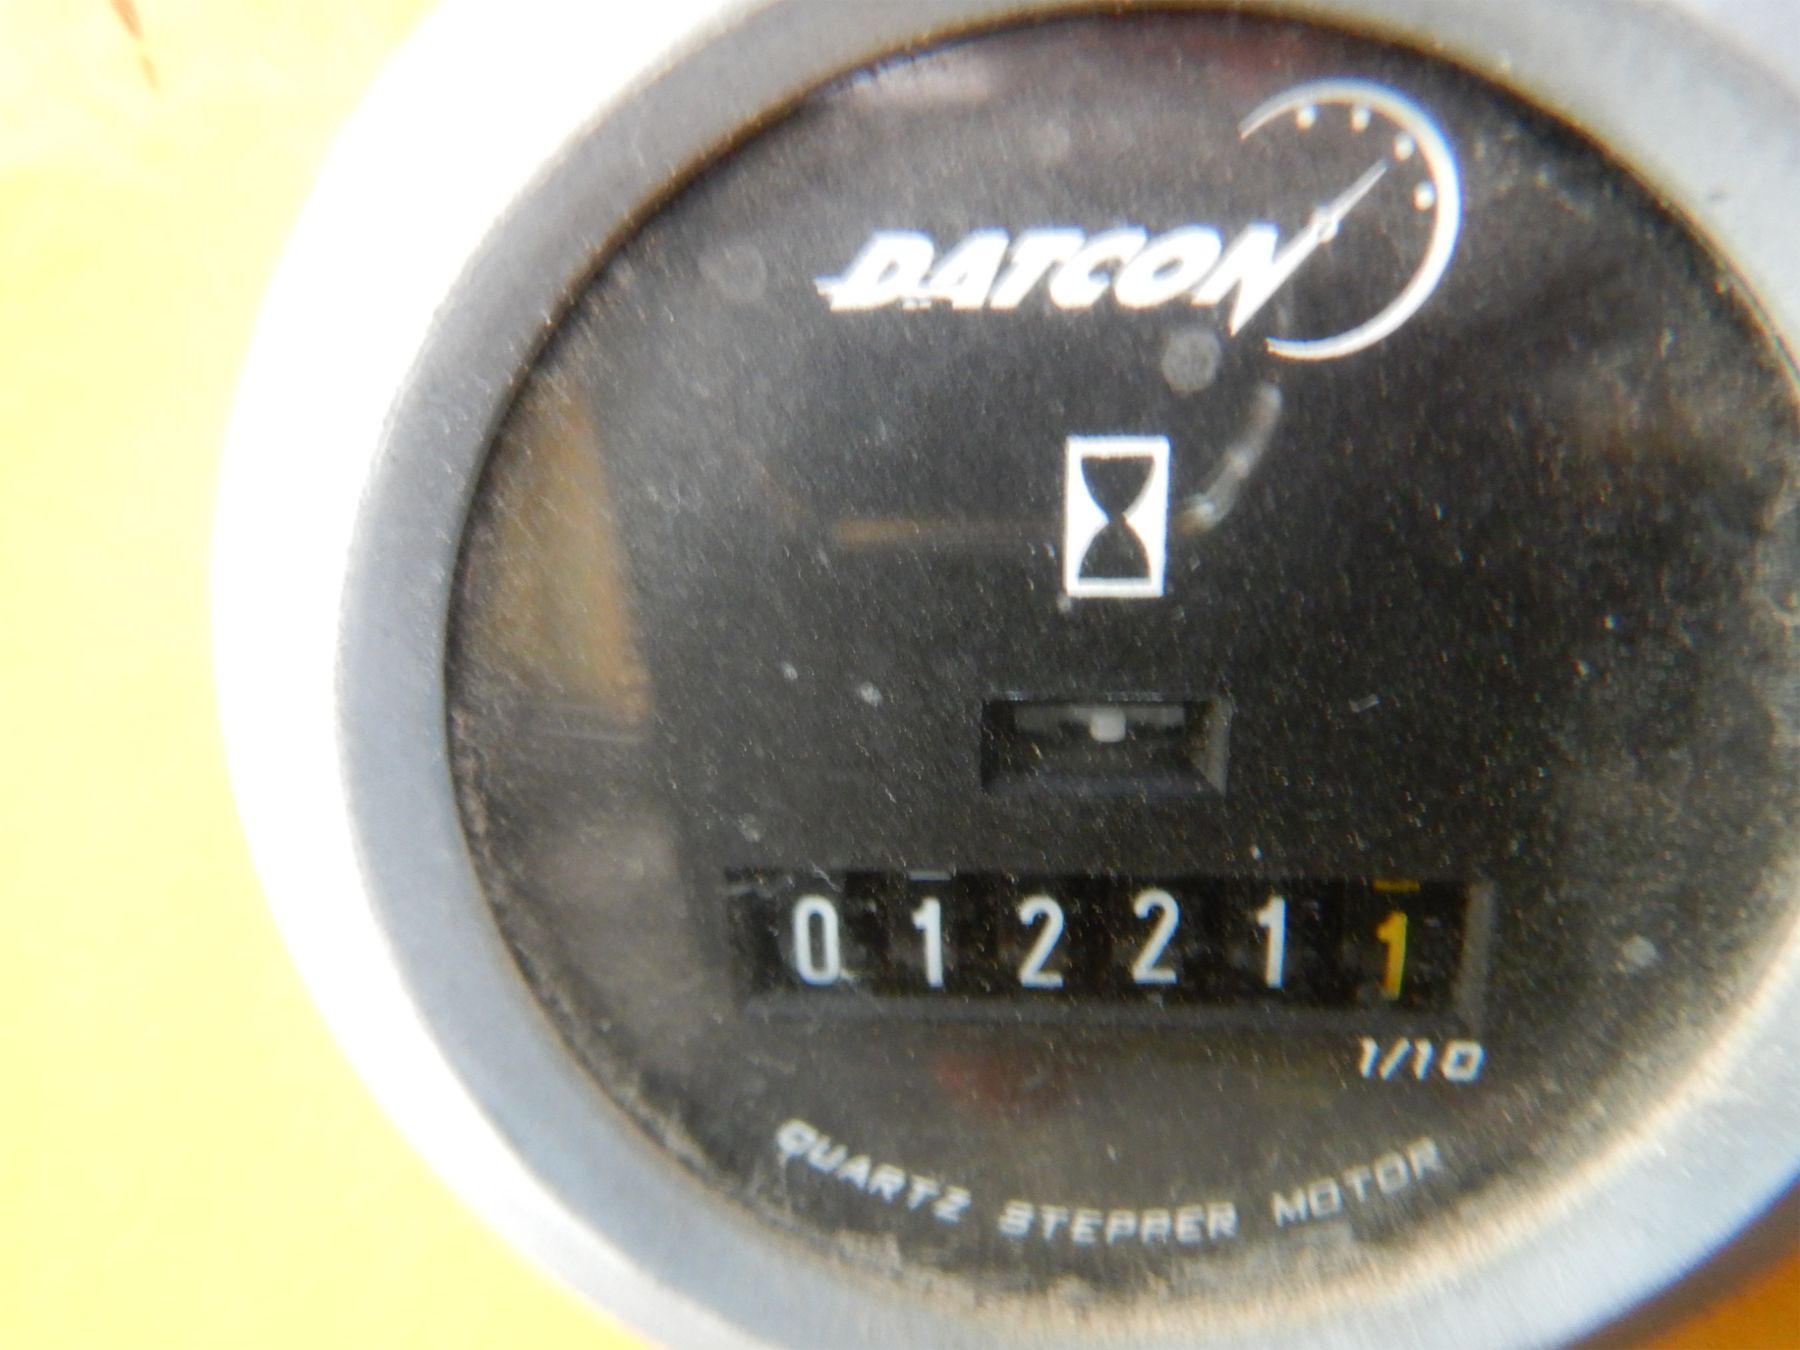 DATCON
012211
1/10
QUARTZ STEPPER MOTOR